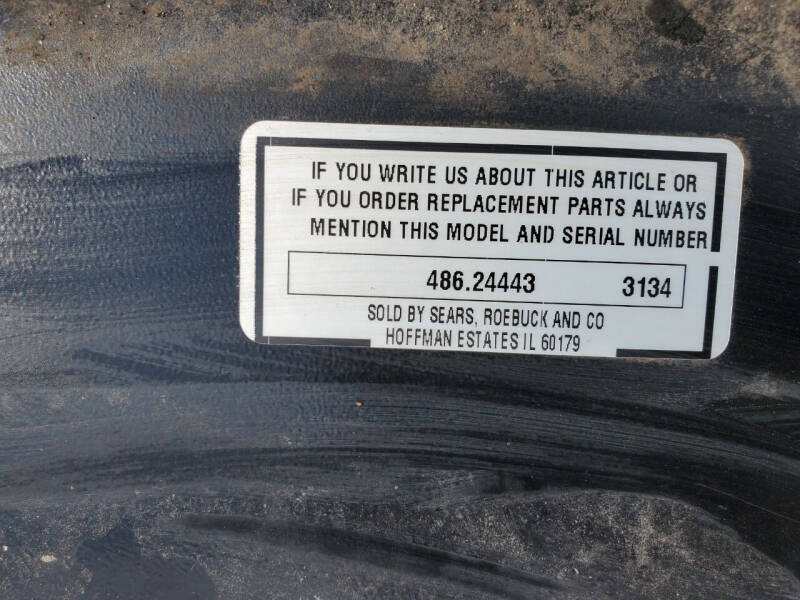 IF YOU WRITE US ABOUT THIS ARTICLE OR
IF YOU ORDER REPLACEMENT PARTS ALWAYS
MENTION THIS MODEL AND SERIAL NUMBER
486.24443 3134
SOLD BY SEARS, ROEBUCK AND CO
HOFFMAN ESTATES IL 60179